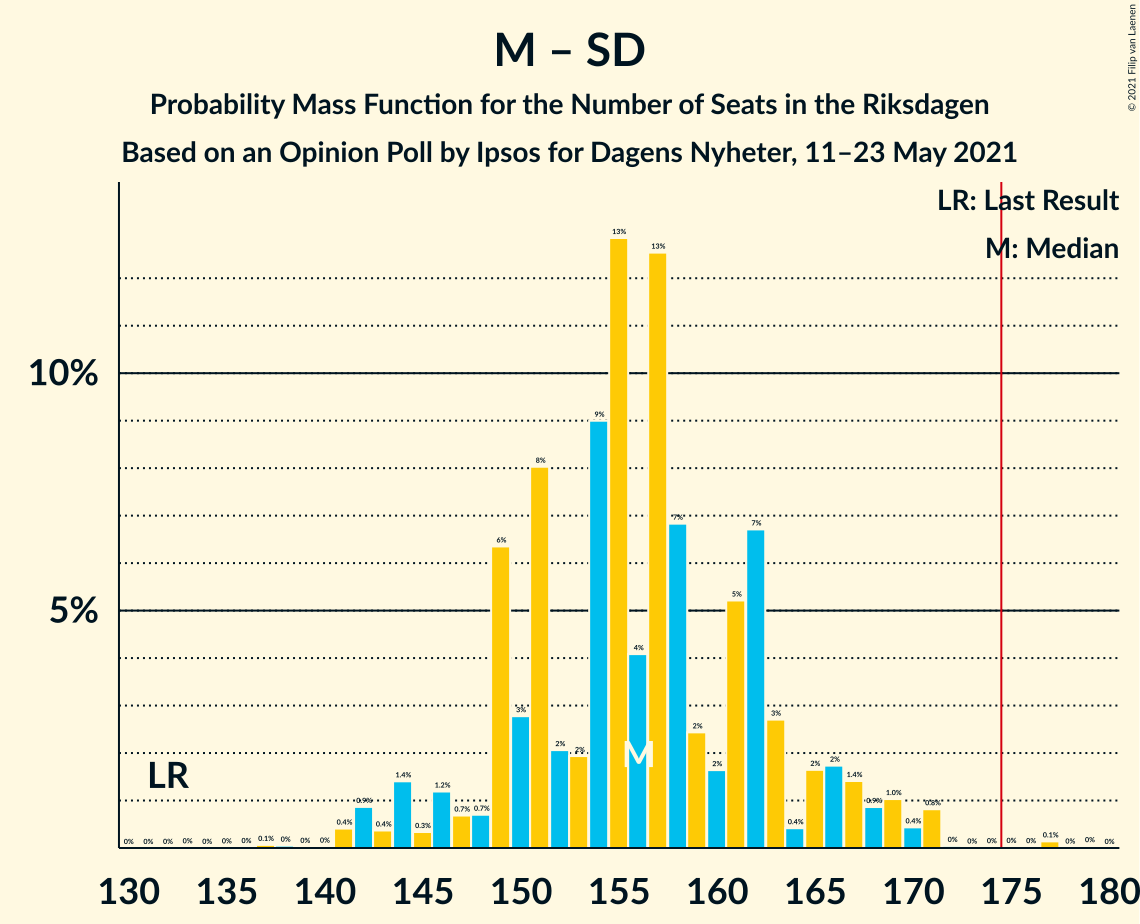 M – SD
Probability Mass Function for the Number of Seats in the Riksdagen
Based on an Opinion Poll by Ipsos for Dagens Nyheter, 11–23 May 2021
© 2021 Filip van Laenen
LR: Last Result
M: Median
10%
5%
LR
M
0% 0% 0% 0% 0% 0% 0% 0.1% 0% 0% 0% 0.4% 0.9% 0.4% 1.4% 0.3% 1.2% 0.7% 0.7% 6% 3% 8% 2% 2% 9% 13% 4% 13% 7% 2% 2% 5% 7% 3% 0.4% 2% 2% 1.4% 0.9% 1.0% 0.4% 0.8% 0% 0% 0% 0% 0% 0.1% 0% 0% 0%
130 135 140 145 150 155 160 165 170 175 180